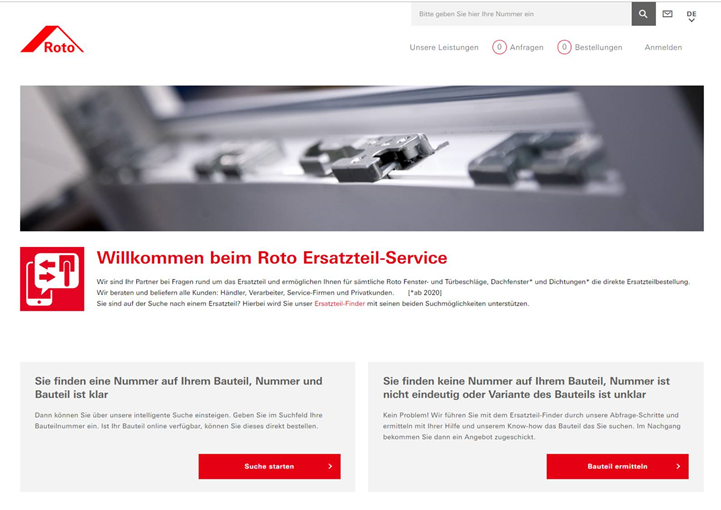 Bitte geben Sie hier Ihre Nummer ein
DE
Roto
Unsere Leistungen 0 Anfragen 0 Bestellungen Anmelden
Willkommen beim Roto Ersatzteil-Service
Wir sind Ihr Partner bei Fragen rund um das Ersatzteil und ermöglichen Ihnen für sämtliche Roto Fenster- und Türbeschläge, Dachfenster* und Dichtungen* die direkte Ersatzteilbestellung.
Wir beraten und beliefern alle Kunden: Händler, Verarbeiter, Service-Firmen und Privatkunden. [*ab 2020]
Sie sind auf der Suche nach einem Ersatzteil? Hierbei wird Sie unser Ersatzteil-Finder mit seinen beiden Suchmöglichkeiten unterstützen.
Sie finden eine Nummer auf Ihrem Bauteil, Nummer und
Bauteil ist klar
Dann können Sie über unsere intelligente Suche einsteigen. Geben Sie im Suchfeld Ihre
Bauteilnummer ein. Ist Ihr Bauteil online verfügbar, können Sie dieses direkt bestellen.
Suche starten
Sie finden keine Nummer auf Ihrem Bauteil, Nummer ist
nicht eindeutig oder Variante des Bauteils ist unklar
Kein Problem! Wir führen Sie mit dem Ersatzteil-Finder durch unsere Abfrage-Schritte und
ermitteln mit Ihrer Hilfe und unserem Know-how das Bauteil das Sie suchen. Im Nachgang
bekommen Sie dann ein Angebot zugeschickt.
Bauteil ermitteln